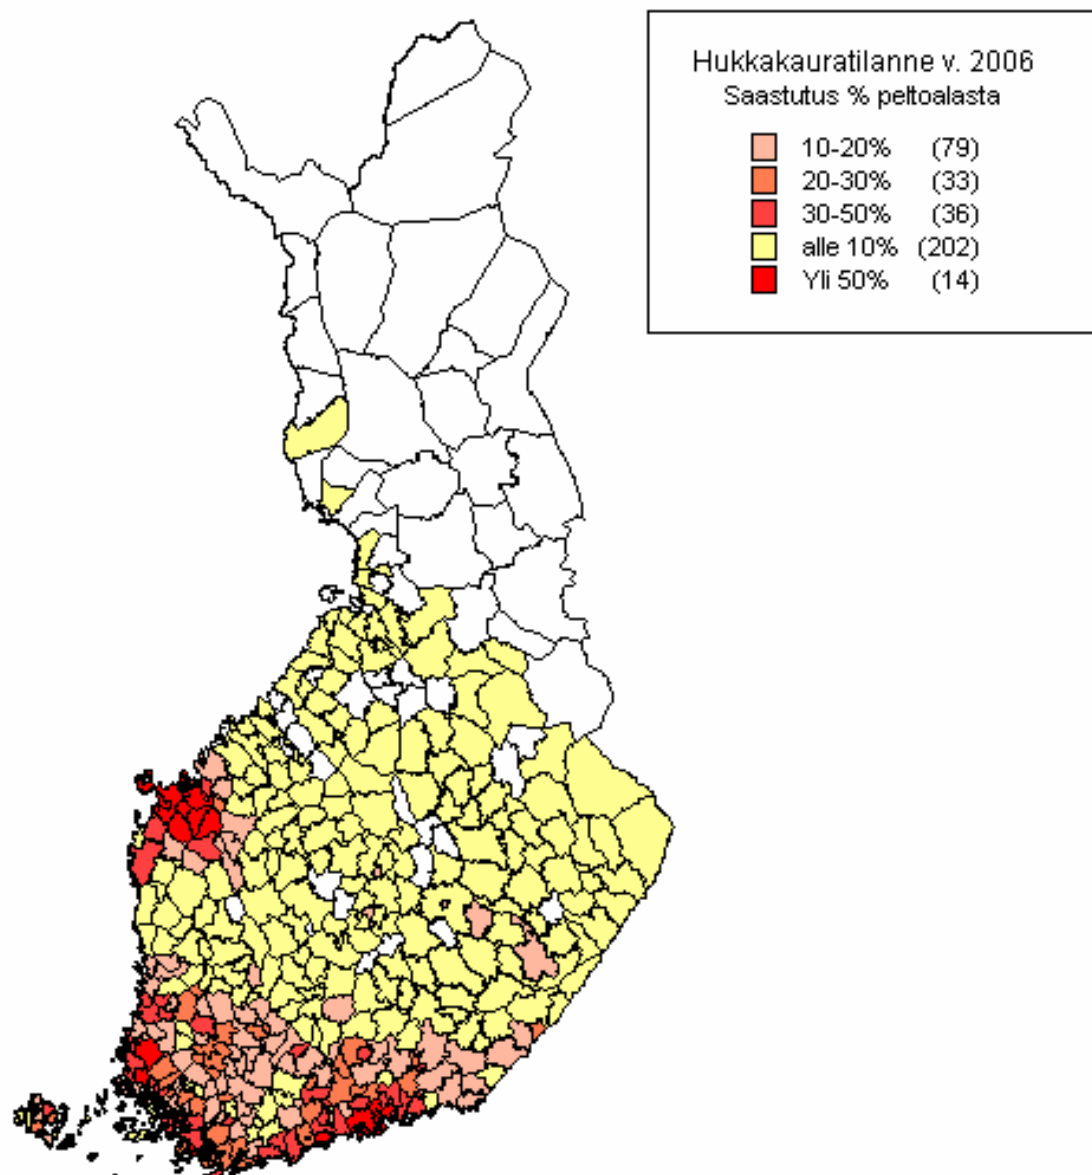 Hukkakauratilanne v. 2006
Saastutus % peltoalasta
10-20% (79)
20-30% (33)
30-50% (36)
alle 10% (202)
Yli 50% (14)